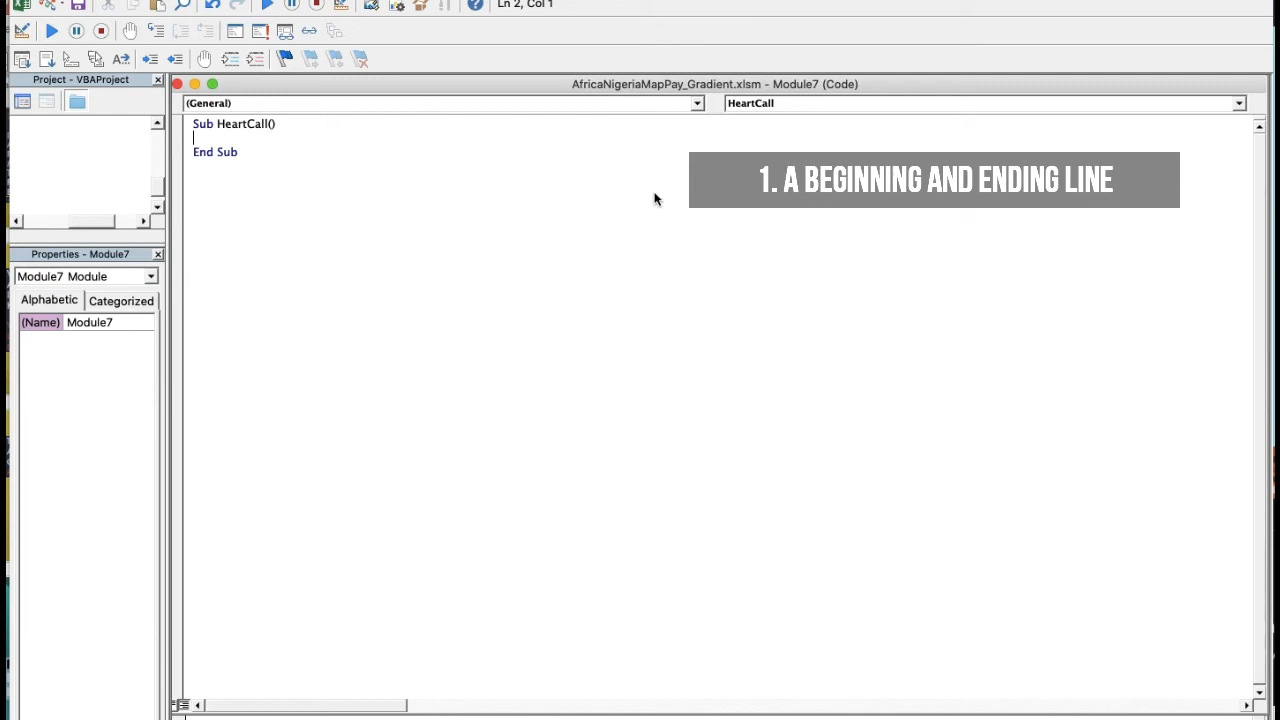 Ln 2, Col 1
Project - VBAProject
AfricaNigeriaMapPay_Gradient.xlsm - Module7 (Code)
(General)
HeartCall
Sub HeartCall()
End Sub
1. A BEGINNING AND ENDING LINE
Properties - Module7
Module7 Module
Alphabetic
Categorized
(Name)
Module7